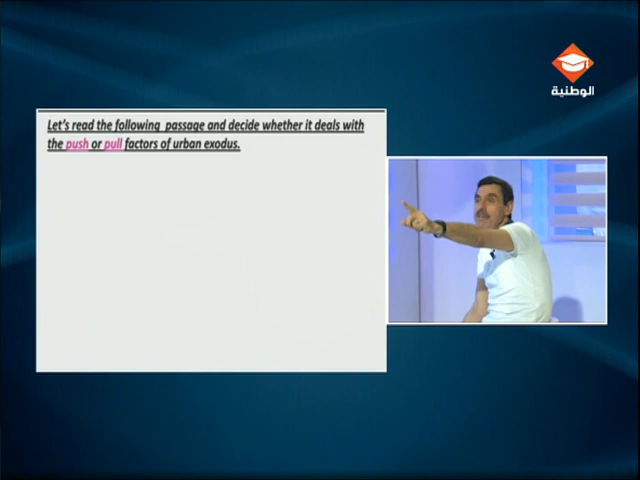 الوطنية
Let's read the following passage and decide whether it deals with
the push or pull factors of urban exodus.